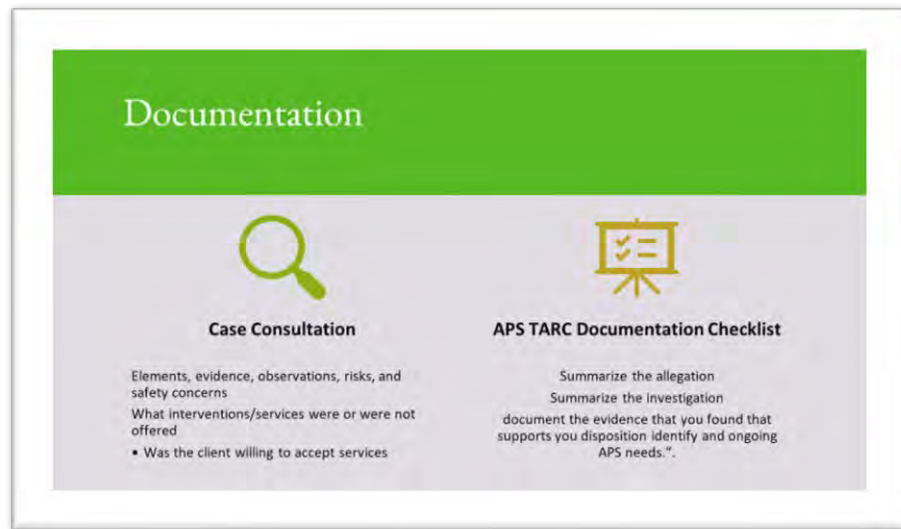 Documentation
Case Consultation
Elements, evidence, observations, risks, and
safety concerns
What interventions/services were or were not
offered
• Was the client willing to accept services
APS TARC Documentation Checklist
Summarize the allegation
Summarize the investigation
document the evidence that you found that
supports you disposition identify and ongoing
APS needs.".